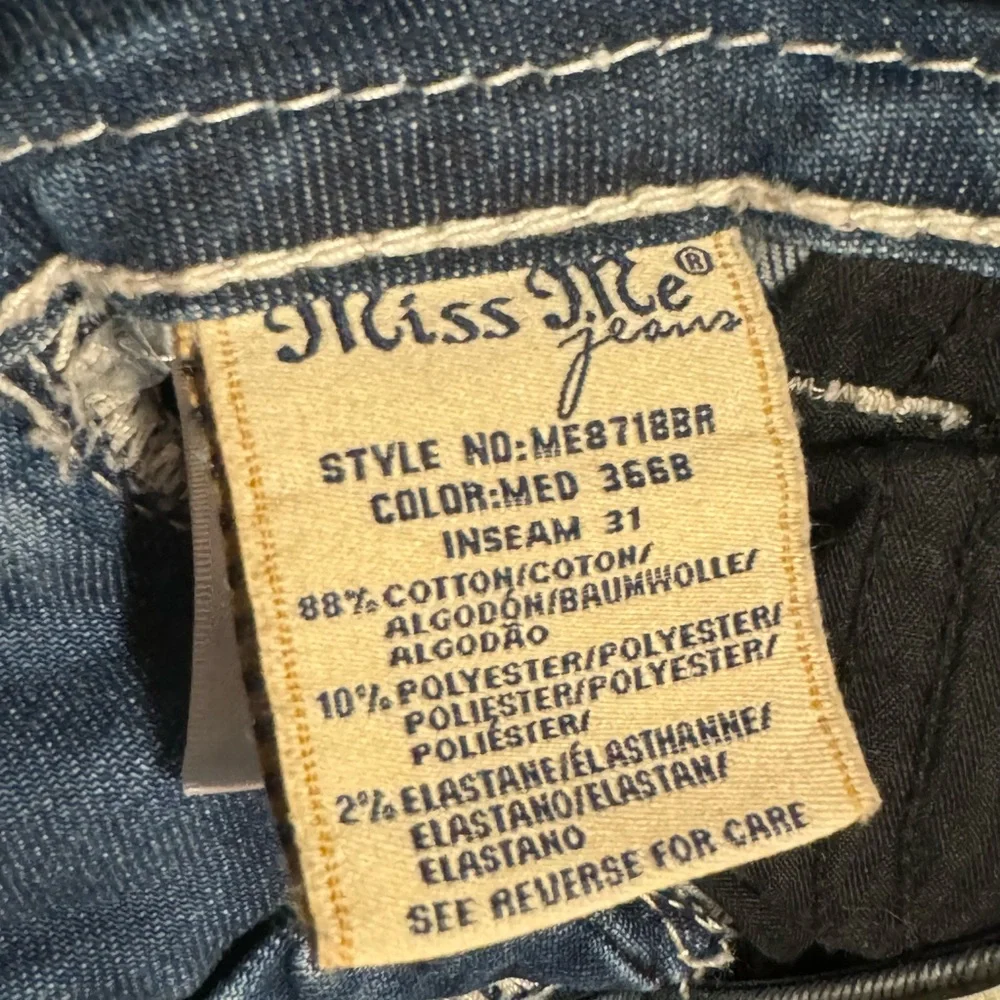 Miss Me®
jeans
STYLE NO:ME8718BR
COLOR:MED 366B
INSEAM 31
88% COTTON/COTON/
ALGODÓN/BAUMWOLLE/
ALGODÃO
10% POLYESTER/POLYESTER/
POLIESTER/POLYESTER/
POLIÉSTER/
2% ELASTANE/ÉLASTHANNE/
ELASTANO/ELASTAN/
ELASTANO
SEE REVERSE FOR CARE